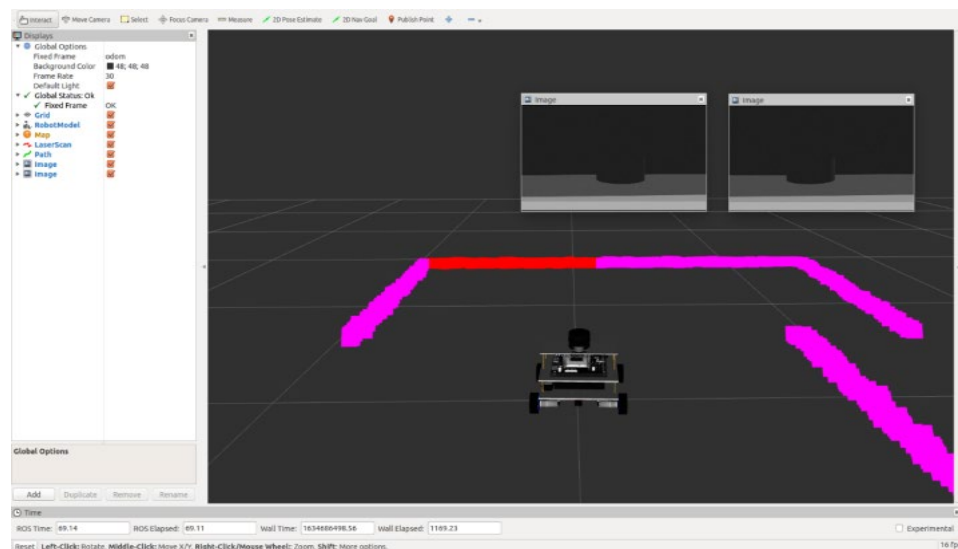 Interact Move Camera Select Focus Camera Measure 2D Pose Estimate 2D Nav Goal Publish Point
Displays
Global Options
Fixed Frame odom
Background Color 48; 48; 48
Frame Rate 30
Default Light
Global Status: Ok
Fixed Frame OK
Grid
RobotModel
Map
LaserScan
Path
Image
Image
Image
Image
Global Options
Add Duplicate Remove Rename
Time
ROS Time: 69.14 ROS Elapsed: 69.11 Wall Time: 1634686498.56 Wall Elapsed: 1169.23 Experimental
Reset Left-Click: Rotate. Middle-Click: Move X/Y. Right-Click/Mouse Wheel: Zoom. Shift: More options. 16 fp